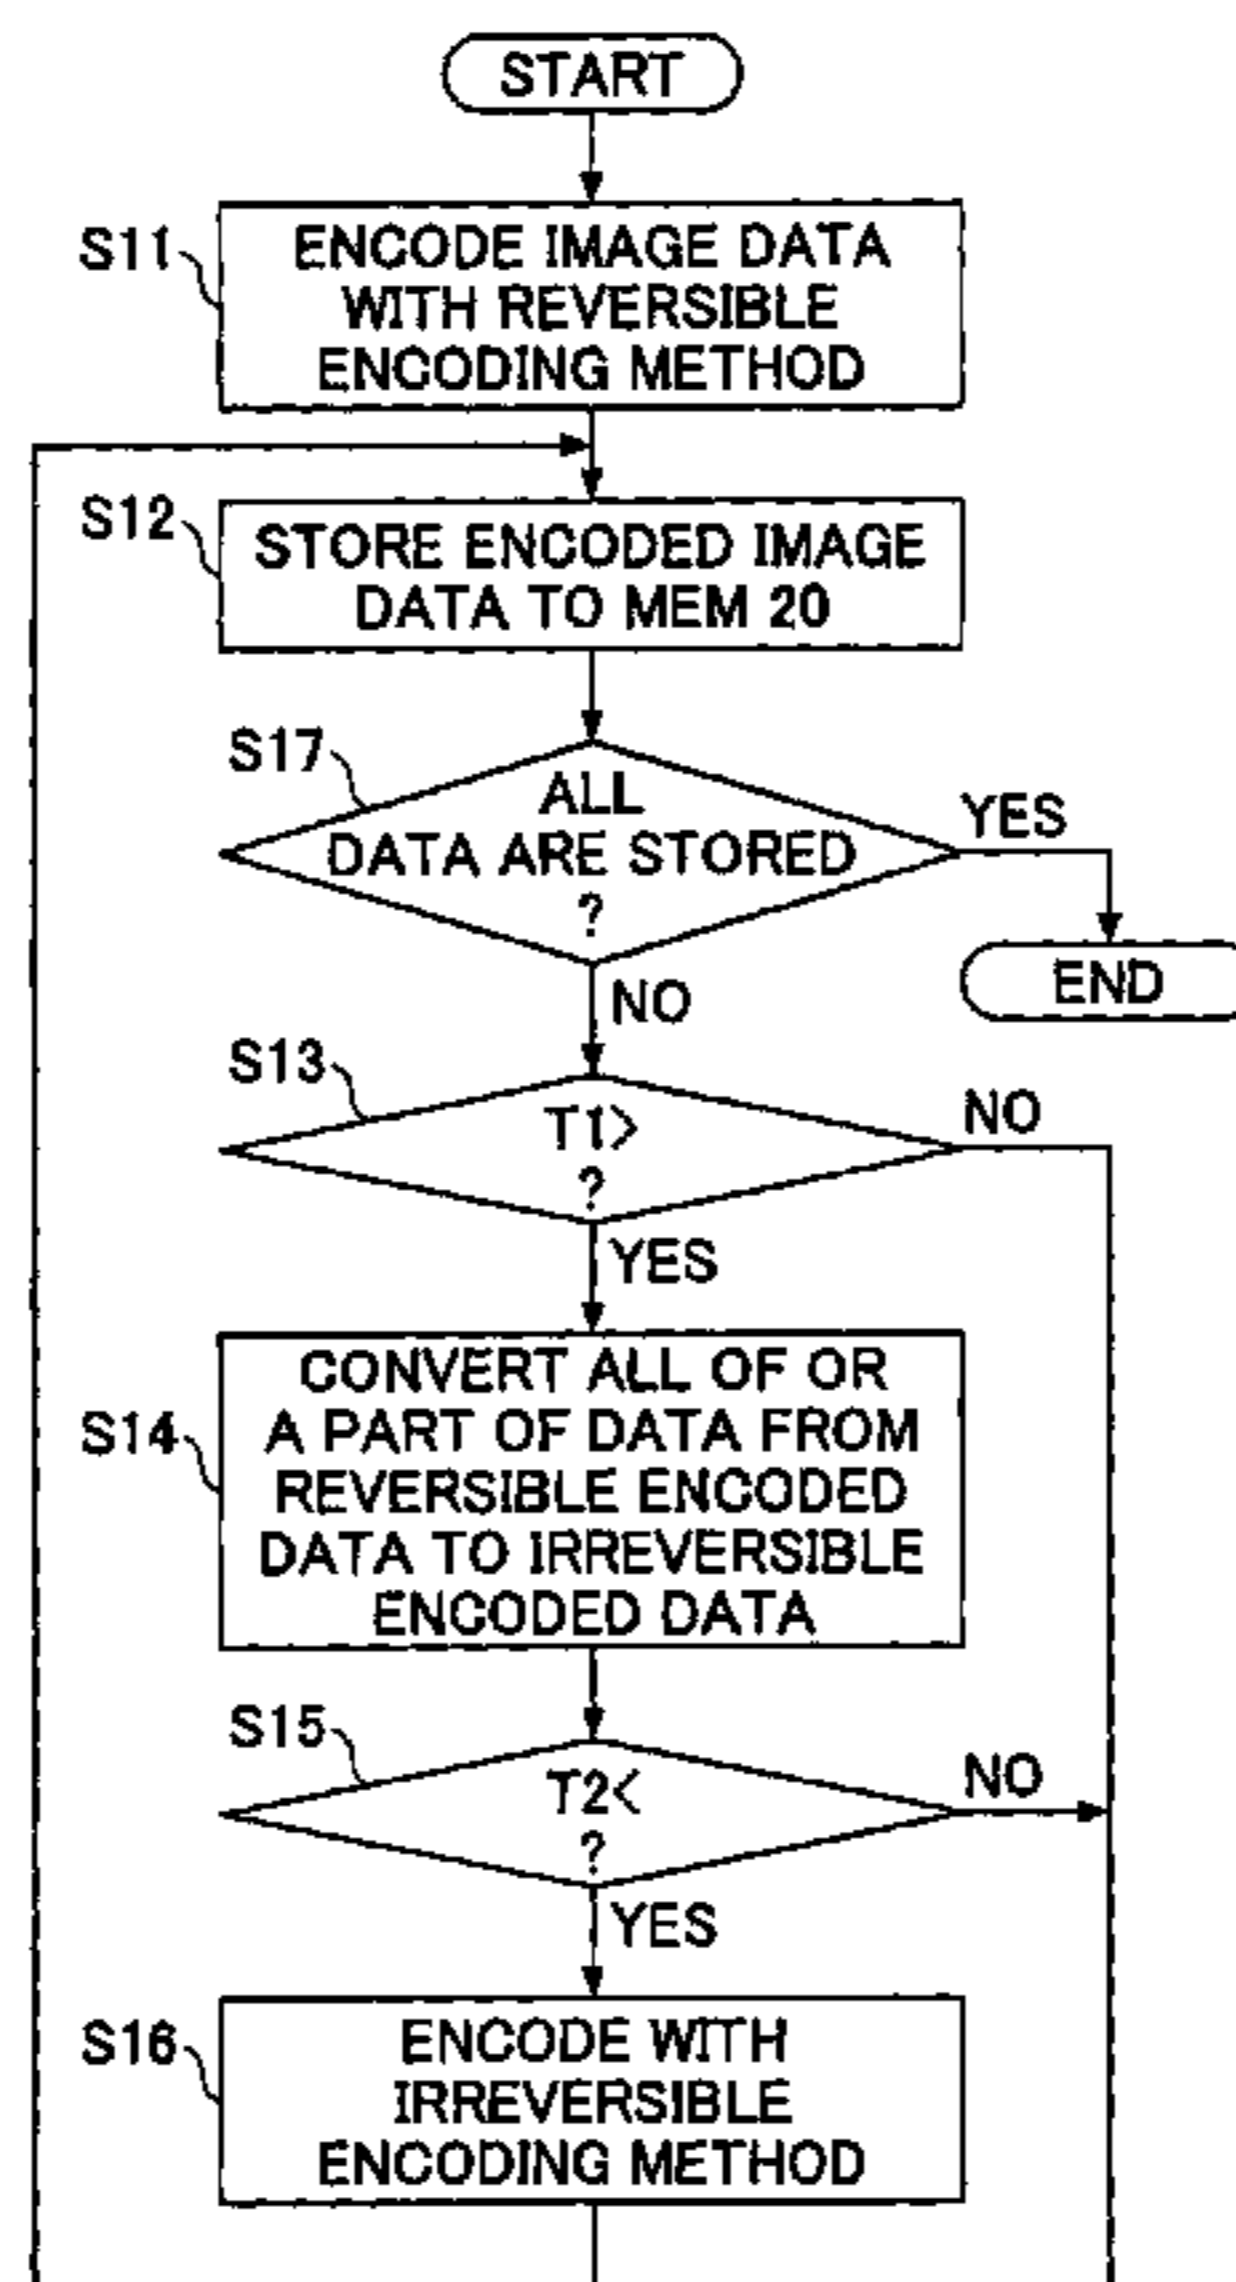 START
S11
ENCODE IMAGE DATA
WITH REVERSIBLE
ENCODING METHOD
S12
STORE ENCODED IMAGE
DATA TO MEM 20
S17
ALL
DATA ARE STORED
?
YES
END
NO
S13
T1>
?
NO
YES
S14
CONVERT ALL OF OR
A PART OF DATA FROM
REVERSIBLE ENCODED
DATA TO IRREVERSIBLE
ENCODED DATA
S15
T2<
?
NO
YES
S16
ENCODE WITH
IRREVERSIBLE
ENCODING METHOD